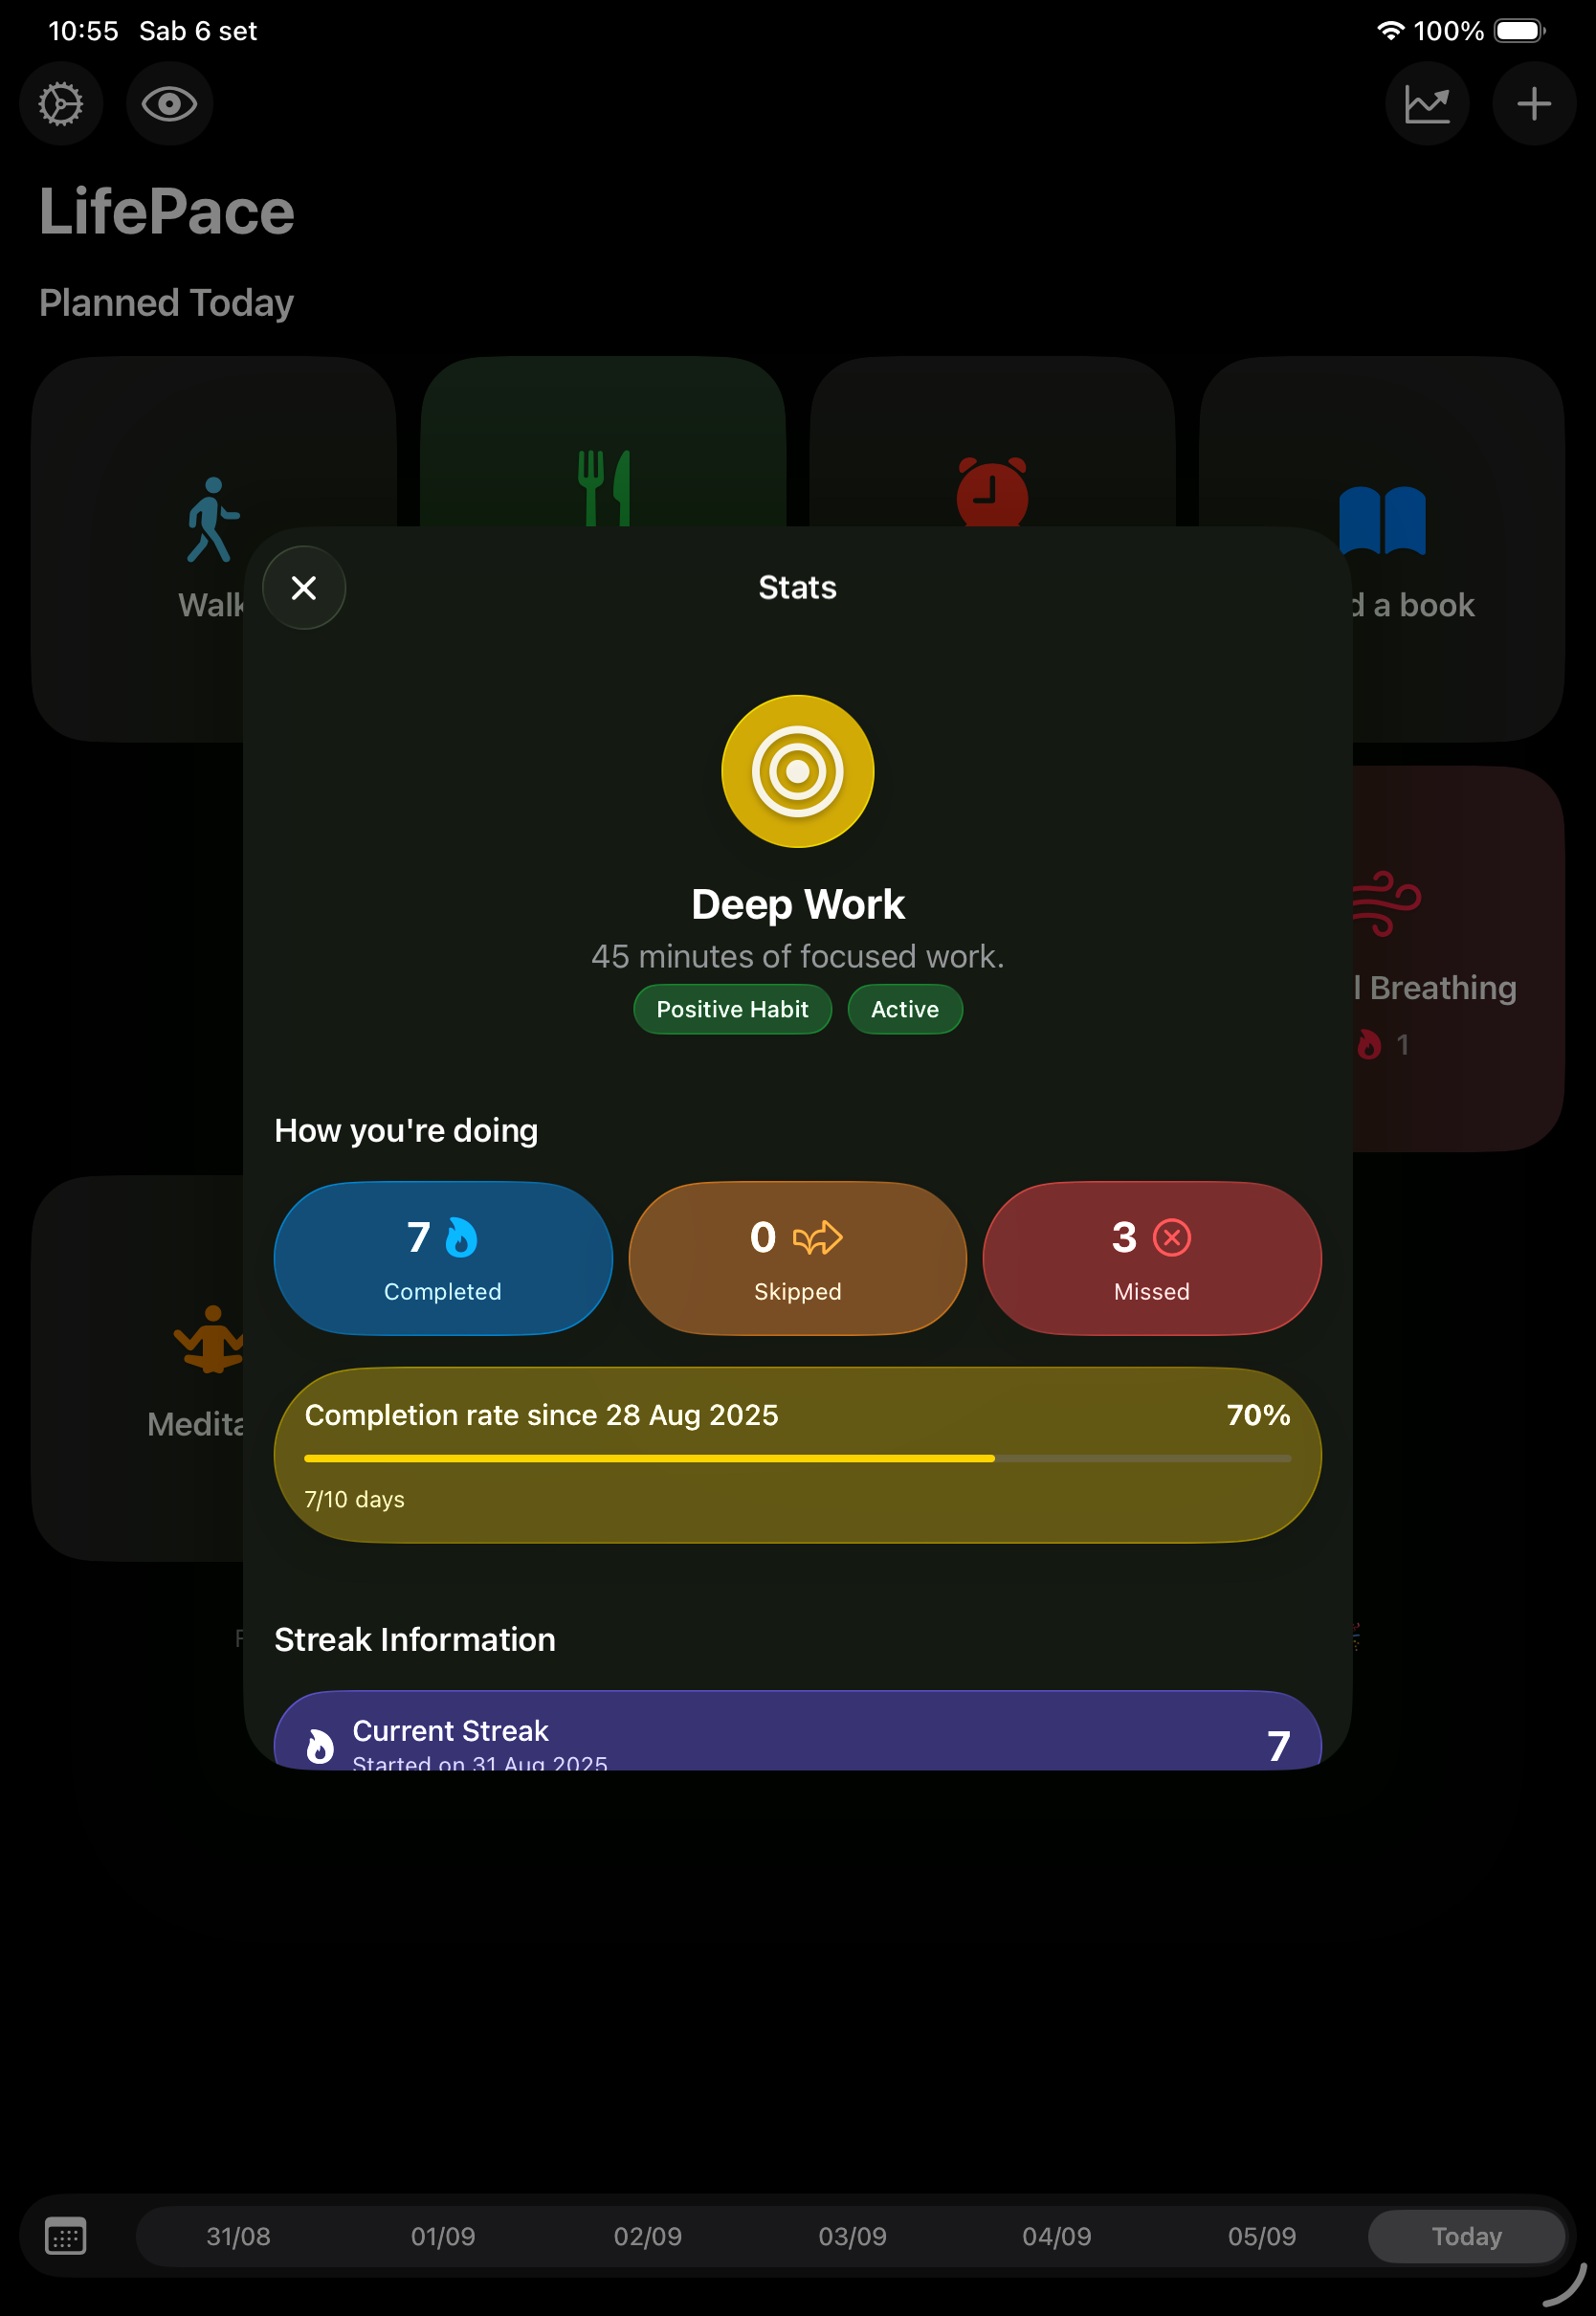 10:55 Sab 6 set
100%
LifePace
Planned Today
Walk
d a book
Stats
Deep Work
45 minutes of focused work.
Positive Habit Active
l Breathing
1
How you're doing
7 0 3
Completed Skipped Missed
Completion rate since 28 Aug 2025 70%
7/10 days
Medita
Streak Information
Current Streak 7
Started on 31 Aug 2025
31/08 01/09 02/09 03/09 04/09 05/09 Today